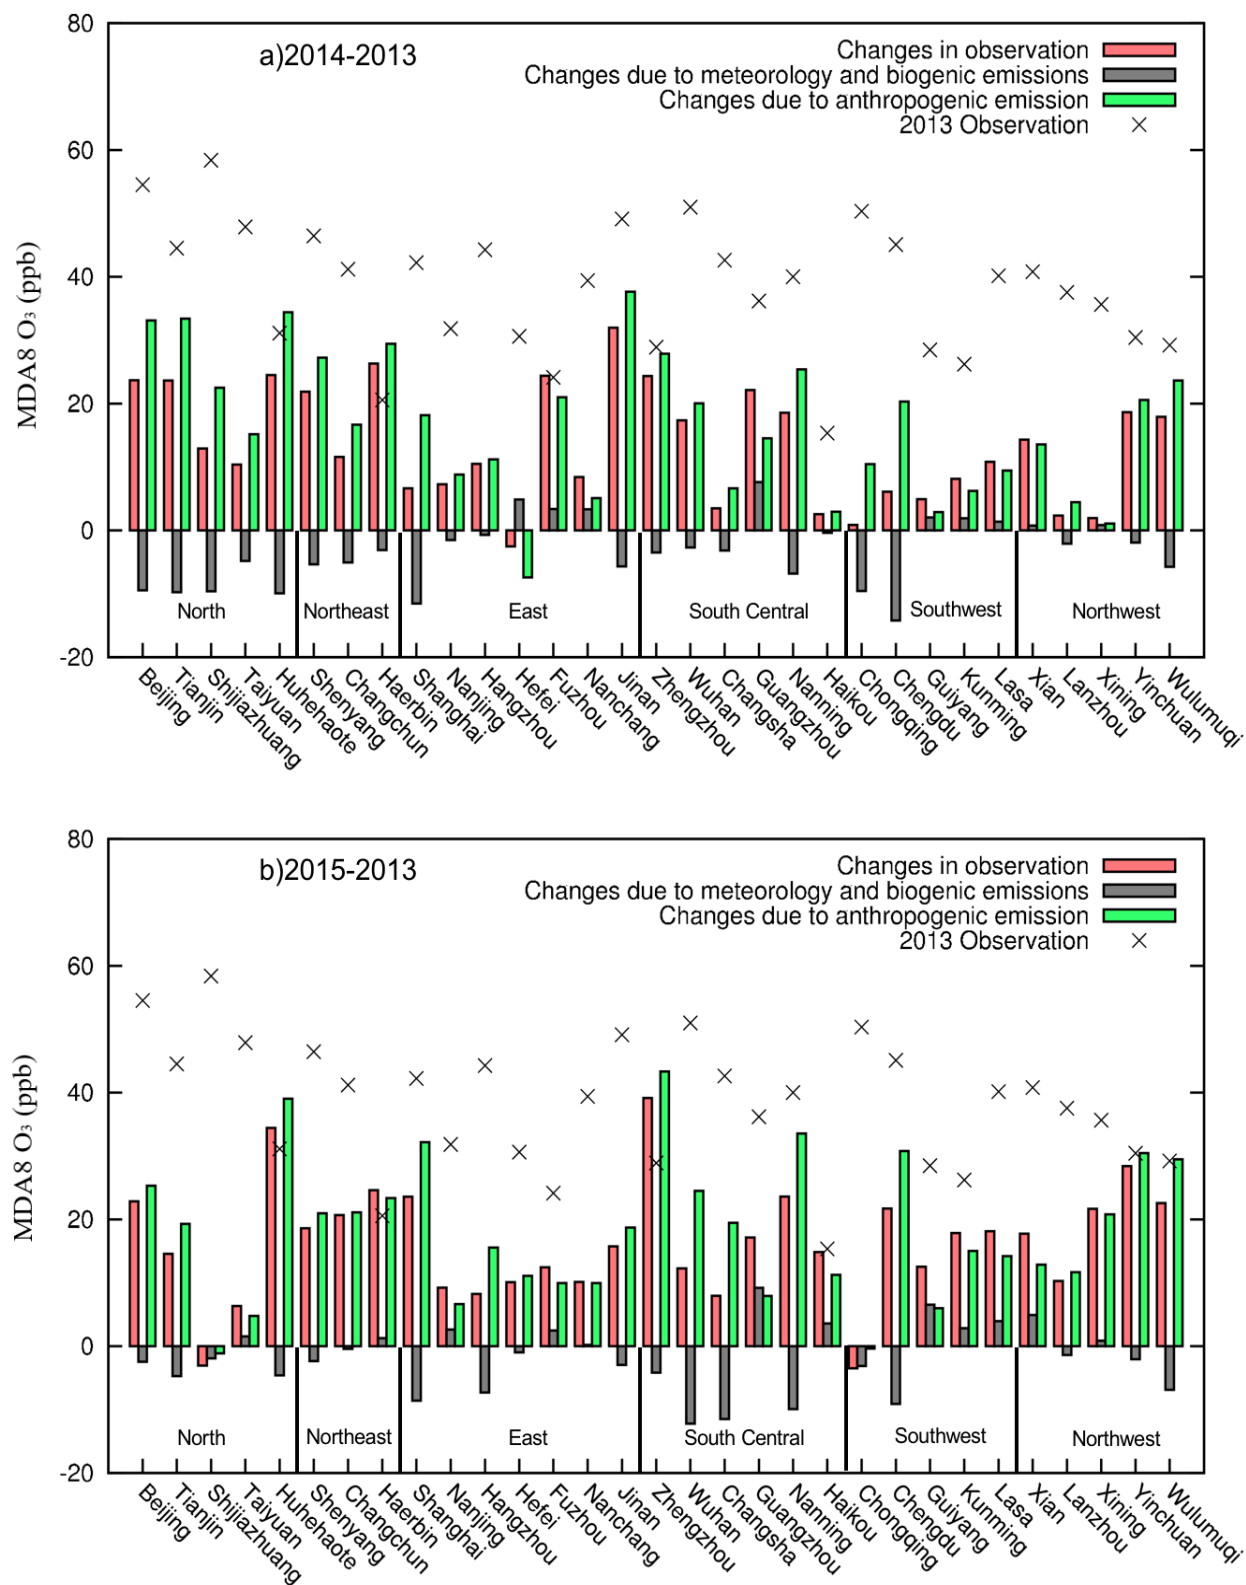 a)2014-2013
Changes in observation
Changes due to meteorology and biogenic emissions
Changes due to anthropogenic emission
2013 Observation
MDA8 O₃ (ppb)
80
60
40
20
0
-20
North
Northeast
East
South Central
Southwest
Northwest
Beijing
Tianjin
Shijiazhuang
Taiyuan
Huhehaote
Shenyang
Changchun
Haerbin
Shanghai
Nanjing
Hangzhou
Hefei
Fuzhou
Nanchang
Jinan
Zhengzhou
Wuhan
Changsha
Guangzhou
Nanning
Haikou
Chongqing
Chengdu
Guiyang
Kunming
Lasa
Xian
Lanzhou
Xining
Yinchuan
Wulumuqi
b)2015-2013
Changes in observation
Changes due to meteorology and biogenic emissions
Changes due to anthropogenic emission
2013 Observation
MDA8 O₃ (ppb)
80
60
40
20
0
-20
North
Northeast
East
South Central
Southwest
Northwest
Beijing
Tianjin
Shijiazhuang
Taiyuan
Huhehaote
Shenyang
Changchun
Haerbin
Shanghai
Nanjing
Hangzhou
Hefei
Fuzhou
Nanchang
Jinan
Zhengzhou
Wuhan
Changsha
Guangzhou
Nanning
Haikou
Chongqing
Chengdu
Guiyang
Kunming
Lasa
Xian
Lanzhou
Xining
Yinchuan
Wulumuqi